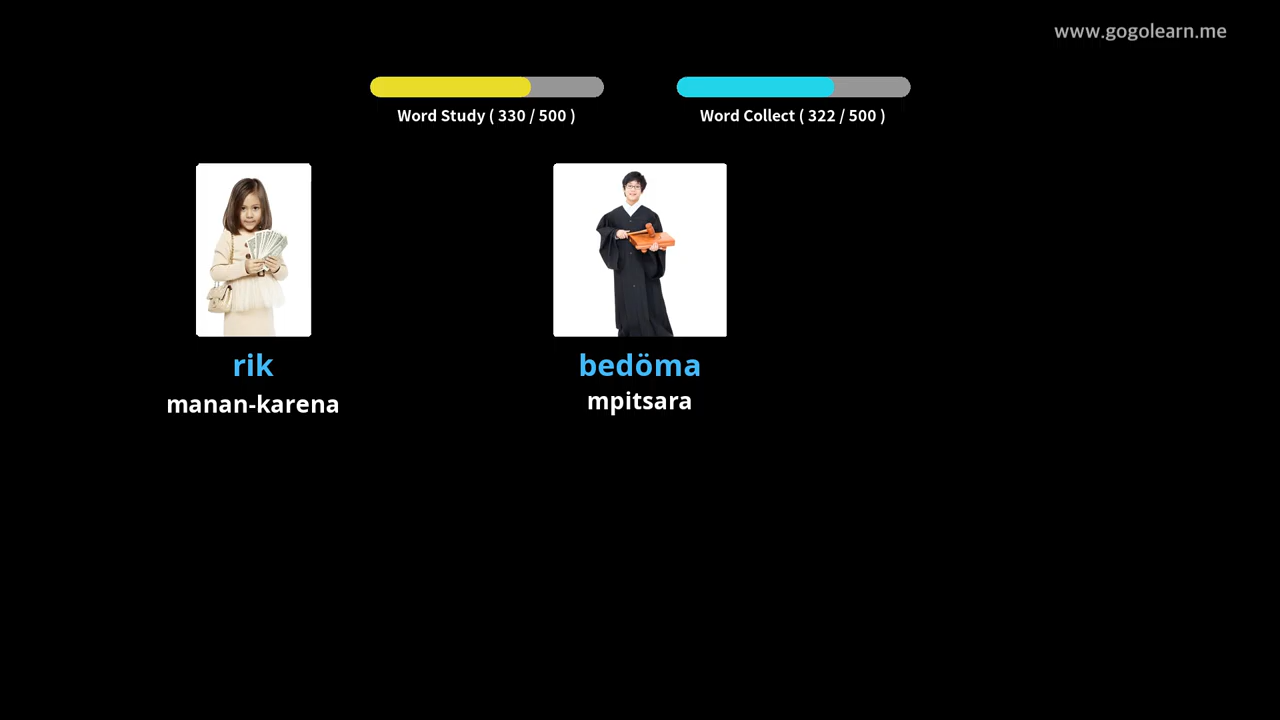 www.gogolearn.me
Word Study ( 330 / 500 )
Word Collect ( 322 / 500 )
rik
manan-karena
bedöma
mpitsara